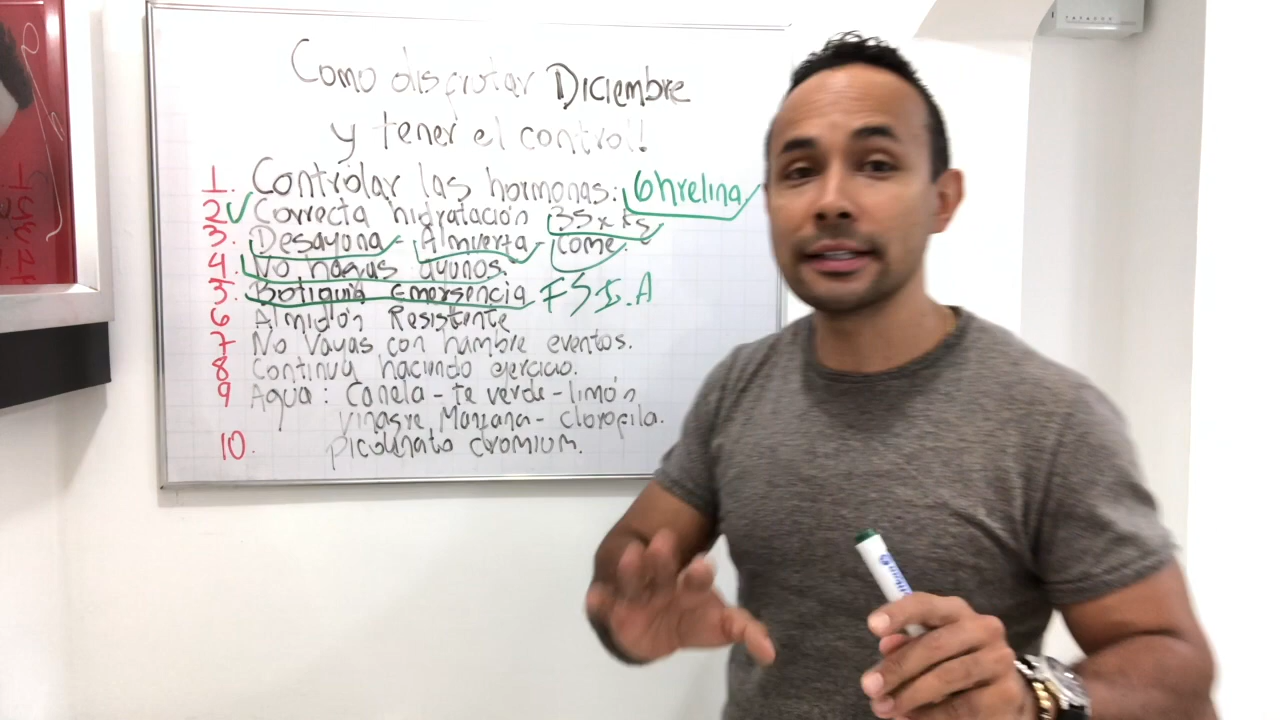 Como disfrutar Diciembre
y tener el control!
1. Controlar las hormonas: Ghrelina
2 Correcta hidratación 35 x kg
3. Desayuna - Almuerza - Come
4. No hagas ayunos.
5. Botiquin Emergencia F S I. A
6 Almidón Resistente
7 No vayas con hambre eventos.
8 Continua haciendo ejercicio.
9 Agua: Canela - te verde - limón
vinagre Manzana - clorofila.
10. picolinato cromium.